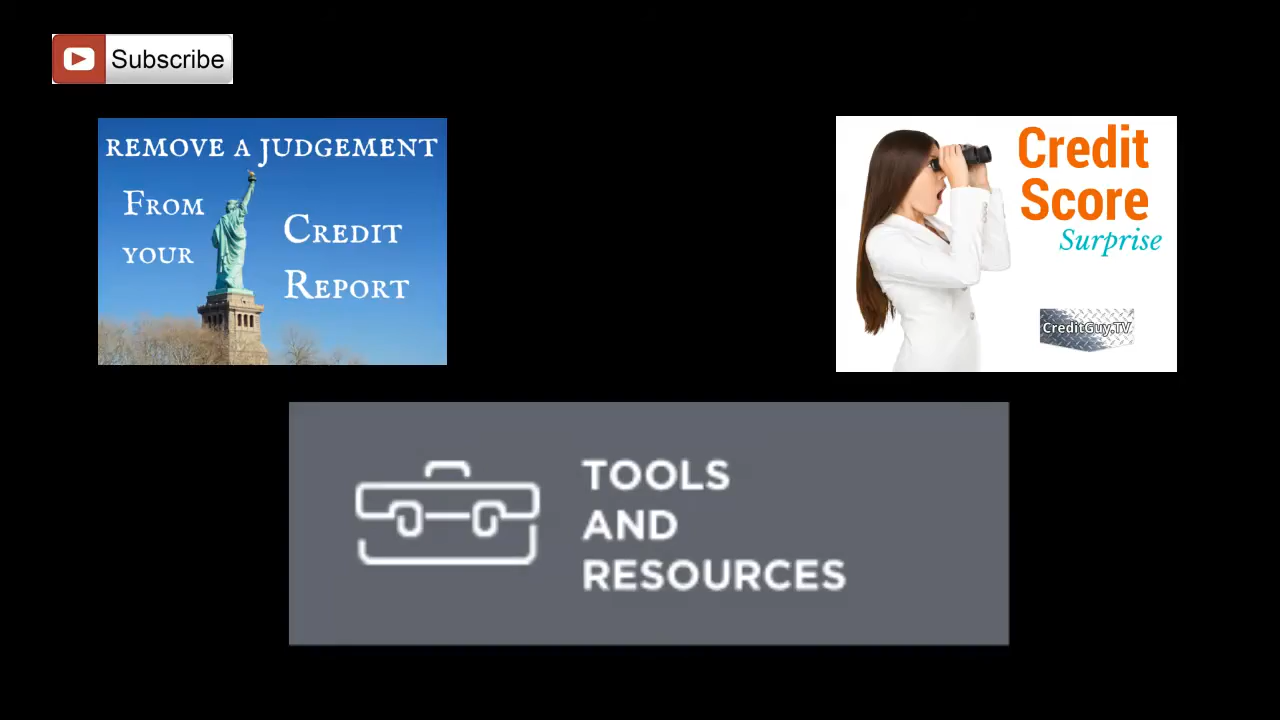 Subscribe
REMOVE A JUDGEMENT
FROM
YOUR
CREDIT
REPORT
Credit
Score
Surprise
CreditGuy.TV
TOOLS
AND
RESOURCES